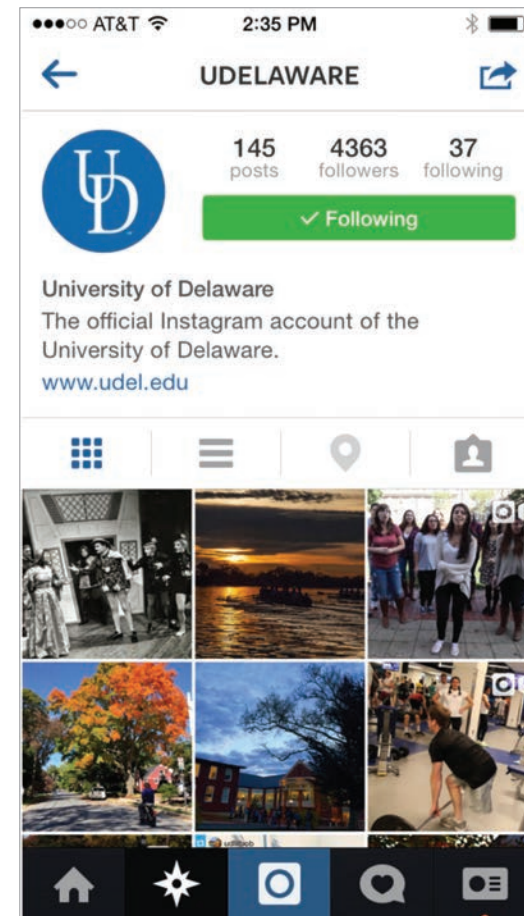 AT&T 2:35 PM
UDELAWARE
145 4363 37
posts followers following
UD
✓ Following
University of Delaware
The official Instagram account of the
University of Delaware.
www.udel.edu